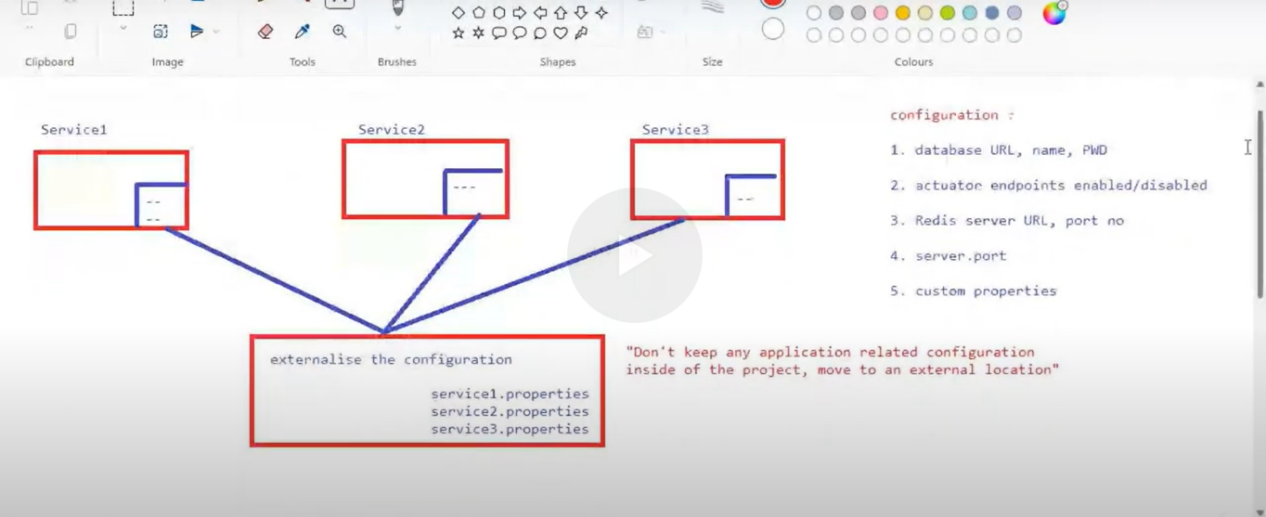 Clipboard
Image
Tools
Brushes
Shapes
Size
Colours
Service1
Service2
Service3
--
--
---
--
externalise the configuration
service1.properties
service2.properties
service3.properties
configuration :
1. database URL, name, PWD
2. actuator endpoints enabled/disabled
3. Redis server URL, port no
4. server.port
5. custom properties
"Don't keep any application related configuration
inside of the project, move to an external location"